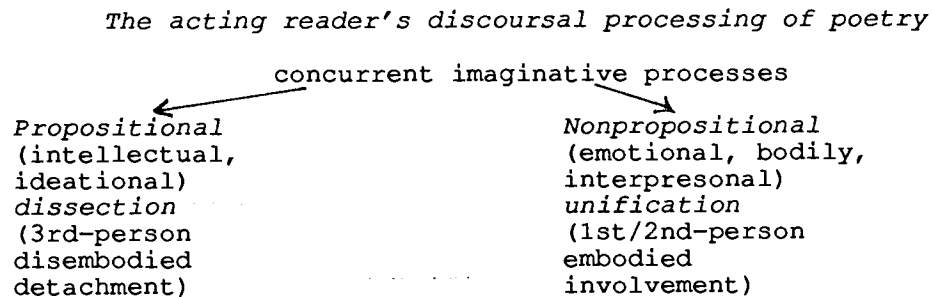 The acting reader's discoursal processing of poetry
concurrent imaginative processes
Propositional
(intellectual,
ideational)
dissection
(3rd-person
disembodied
detachment)
Nonpropositional
(emotional, bodily,
interpresonal)
unification
(1st/2nd-person
embodied
involvement)